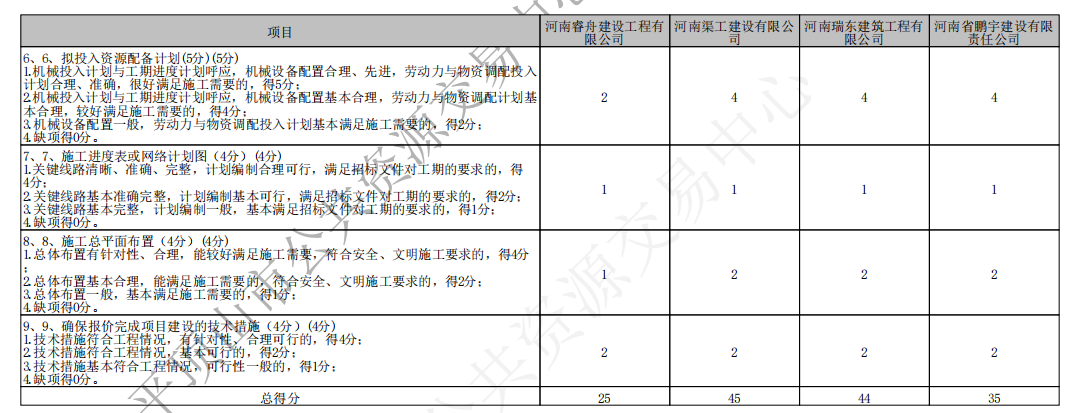 项目
河南睿舟建设工程有限公司
河南渠工建设有限公司
河南瑞东建筑工程有限公司
河南省鹏宇建设有限责任公司
6、6、拟投入资源配备计划(5分)(5分)
1.机械投入计划与工期进度计划呼应，机械设备配置合理、先进，劳动力与物资调配投入
计划合理、准确，很好满足施工需要的，得5分；
2.机械投入计划与工期进度计划呼应，机械设备配置基本合理，劳动力与物资调配计划基
本合理，较好满足施工需要的，得4分；
3.机械设备配置一般，劳动力与物资调配投入计划基本满足施工需要的，得2分；
4.缺项得0分。
2 4 4 4
7、7、施工进度表或网络计划图（4分）(4分)
1.关键线路清晰、准确、完整，计划编制合理可行，满足招标文件对工期的要求的，得
4分；
2.关键线路基本准确完整，计划编制基本可行，满足招标文件对工期的要求的，得2分；
3.关键线路基本完整，计划编制一般，基本满足招标文件对工期的要求的，得1分；
4.缺项得0分。
1 1 1 1
8、8、施工总平面布置（4分）(4分)
1.总体布置有针对性、合理，能较好满足施工需要，符合安全、文明施工要求的，得4分
；
2.总体布置基本合理，能满足施工需要的，符合安全、文明施工要求的，得2分；
3.总体布置一般，基本满足施工需要的，得1分；
4.缺项得0分。
1 2 2 2
9、9、确保报价完成项目建设的技术措施（4分）(4分)
1.技术措施符合工程情况，有针对性、合理可行的，得4分；
2.技术措施符合工程情况，基本可行的，得2分；
3.技术措施基本符合工程情况，可行性一般的，得1分；
4.缺项得0分。
2 2 2 2
总得分 25 45 44 35
平顶山市公共资源交易中心
公共资源交易中心